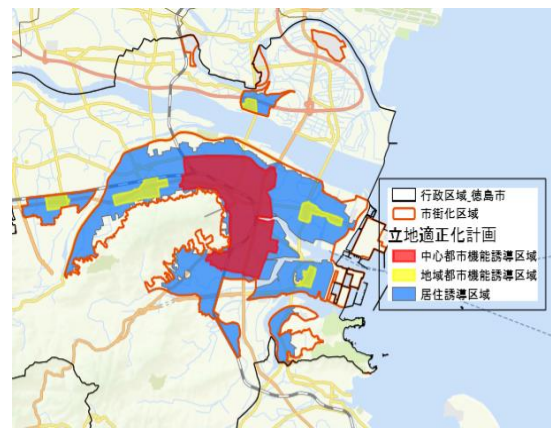 行政区域_徳島市
市街化区域
立地適正化計画
中心都市機能誘導区域
地域都市機能誘導区域
居住誘導区域